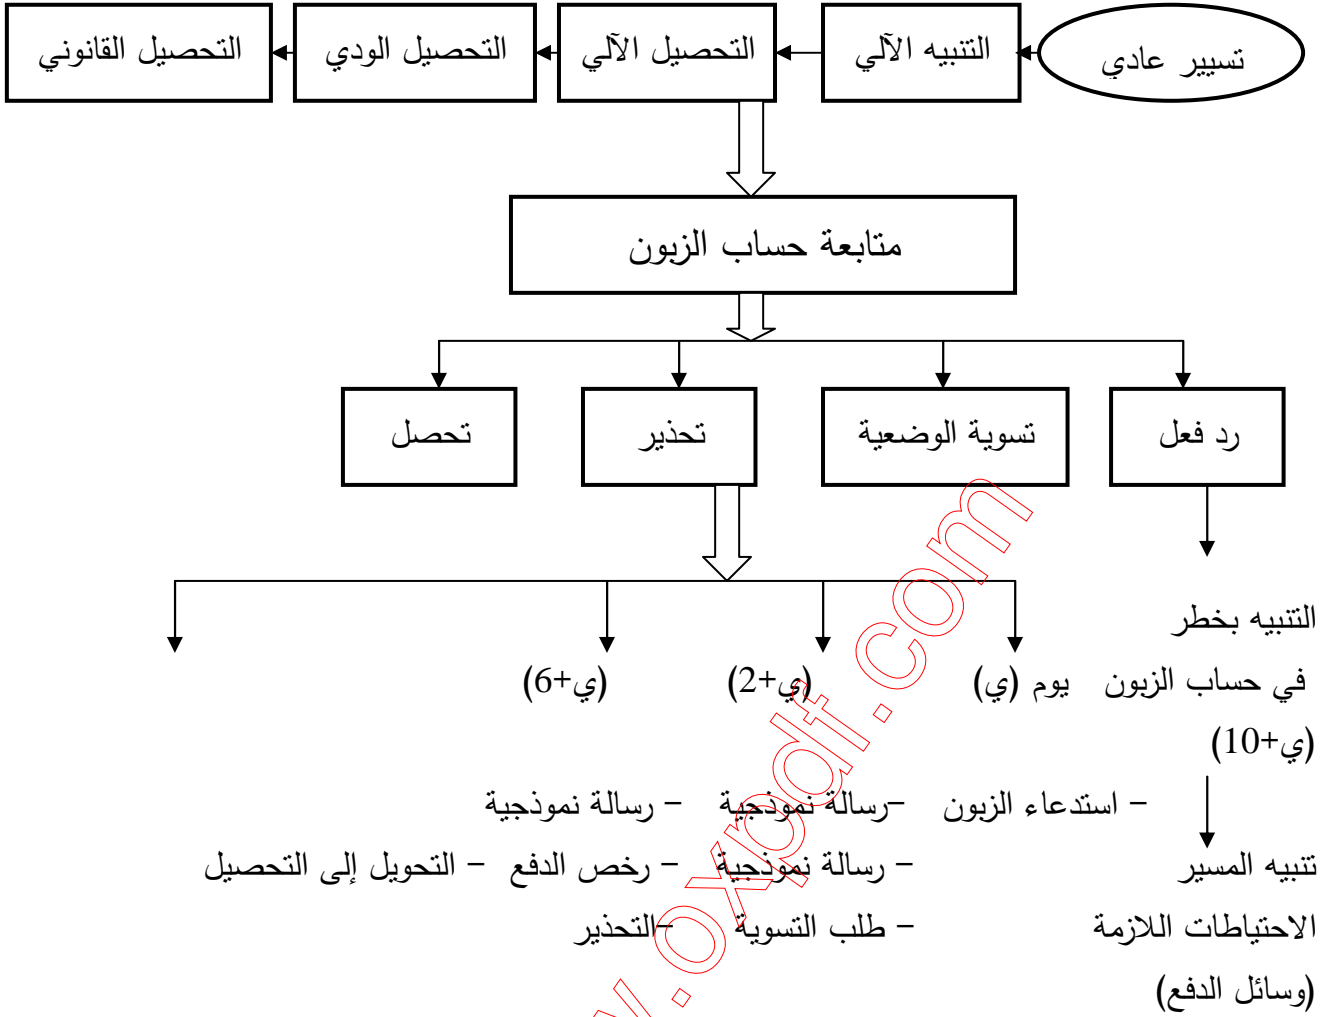 تسيير عادي
التنبيه الآلي
التحصيل الآلي
التحصيل الودي
التحصيل القانوني
متابعة حساب الزبون
رد فعل
تسوية الوضعية
تحذير
تحصل
التنبيه بخطر
في حساب الزبون يوم (ي) (ي+2) (ي+6)
(ي+10)
- استدعاء الزبون -رسالة نموذجية - رسالة نموذجية
تنبيه المسير - رسالة نموذجية - رخص الدفع - التحويل إلى التحصيل
الاحتياطات اللازمة - طلب التسوية -التحذير
(وسائل الدفع)
.oxpdf.com